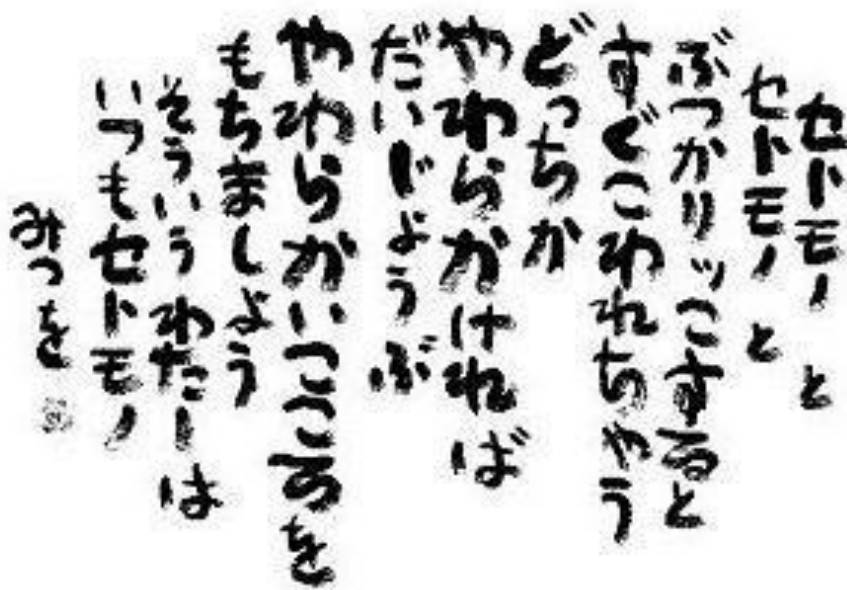 セトモノと
セトモノと
ぶつかりッこすると
すぐこわれちゃう
どっちか
やわらかければ
だいじょうぶ
やわらかいこころを
もちましょう
そういうわたしは
いつもセトモノ
みつを